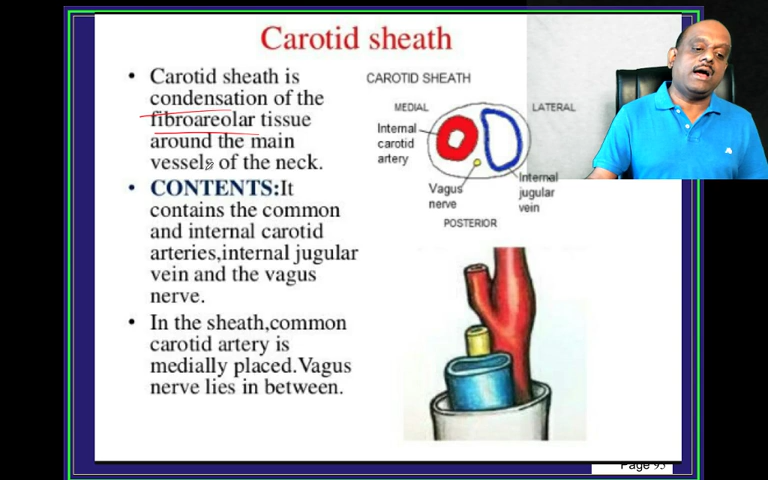 Carotid sheath
• Carotid sheath is
condensation of the
fibroareolar tissue
around the main
vessels of the neck.
• CONTENTS:It
contains the common
and internal carotid
arteries,internal jugular
vein and the vagus
nerve.
• In the sheath,common
carotid artery is
medially placed.Vagus
nerve lies in between.
CAROTID SHEATH
MEDIAL
LATERAL
Internal
carotid
artery
Vagus
nerve
Internal
jugular
vein
POSTERIOR
Page 95